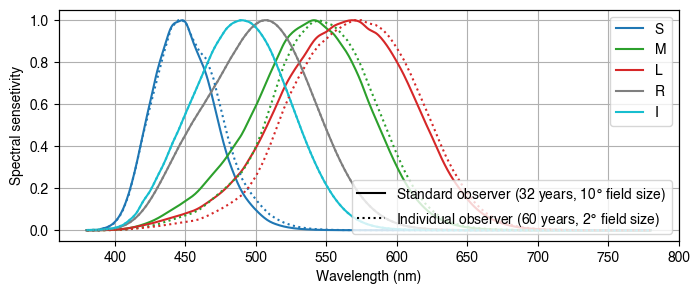 1.0
0.8
0.6
0.4
0.2
0.0
Spectral sensetivity
S
M
L
R
I
Standard observer (32 years, 10° field size)
Individual observer (60 years, 2° field size)
400 450 500 550 600 650 700 750 800
Wavelength (nm)